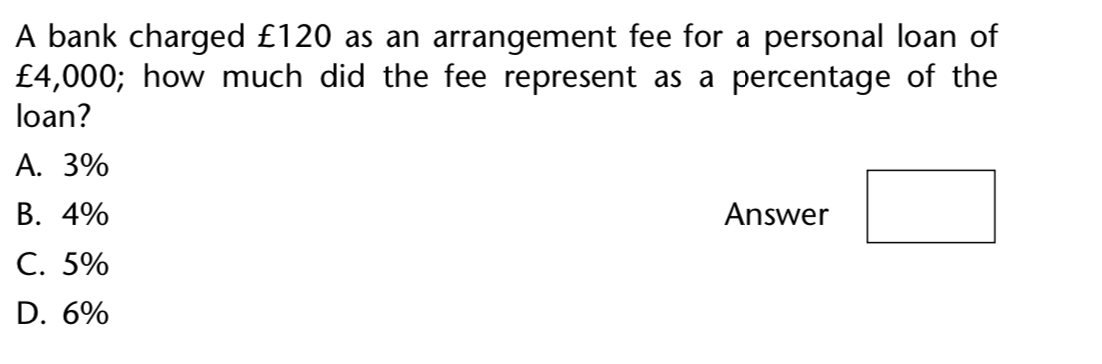 A bank charged £120 as an arrangement fee for a personal loan of
£4,000; how much did the fee represent as a percentage of the
loan?
A. 3%
B. 4%
Answer
C. 5%
D. 6%